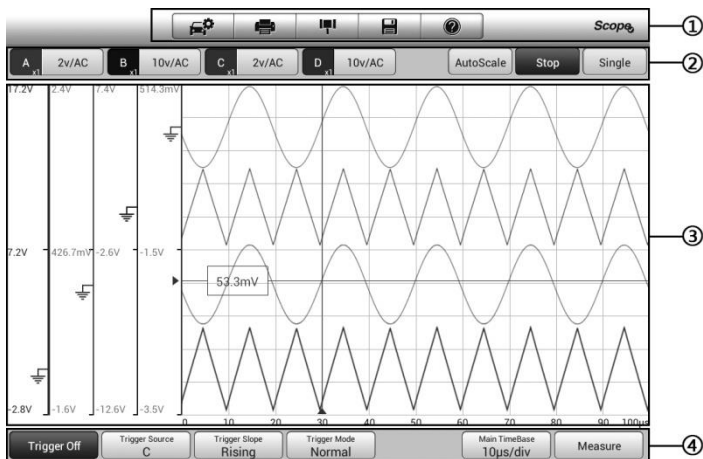 Scope
①
A x1 2v/AC B x1 10v/AC C x1 2v/AC D x1 10v/AC AutoScale Stop Single
②
17.2V 2.4V 7.4V 514.3mV
③
7.2V 426.7mV -2.6V -1.5V
53.3mV
-2.8V -1.6V -12.6V -3.5V
0 10 20 30 40 50 60 70 80 90 100µs
Trigger Off Trigger Source C Trigger Slope Rising Trigger Mode Normal Main TimeBase 10µs/div Measure
④